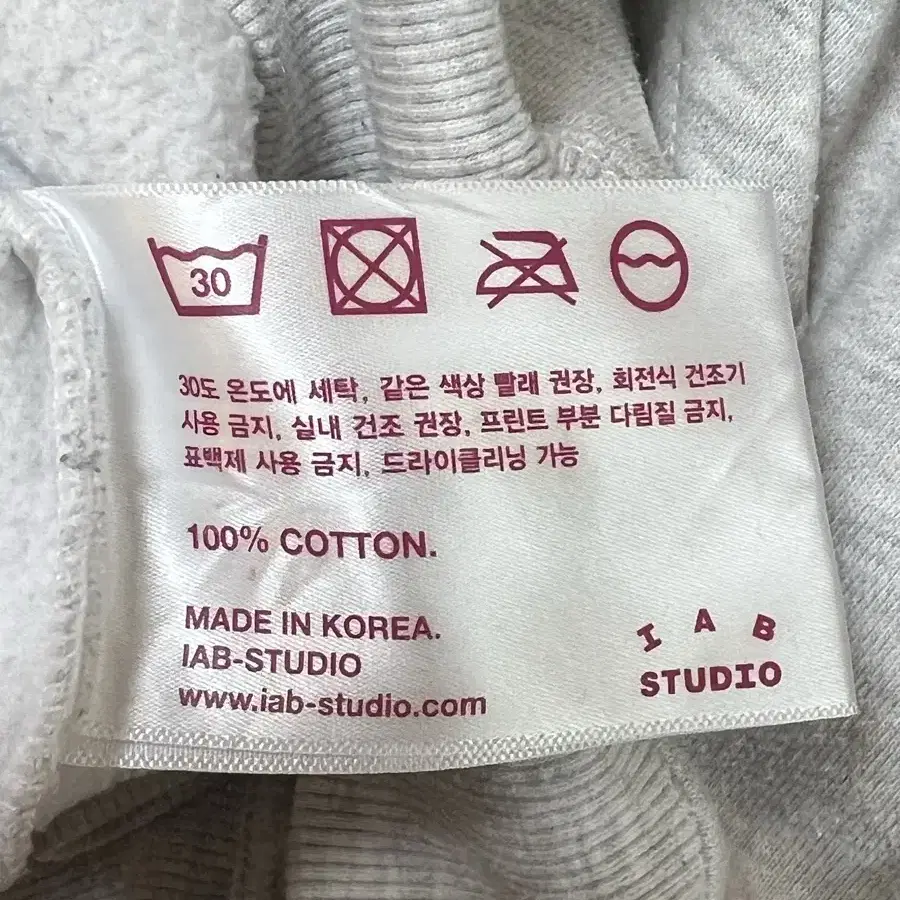 30
30도 온도에 세탁, 같은 색상 빨래 권장, 회전식 건조기
사용 금지, 실내 건조 권장, 프린트 부분 다림질 금지,
표백제 사용 금지, 드라이클리닝 가능
100% COTTON.
MADE IN KOREA.
IAB-STUDIO
www.iab-studio.com
IAB
STUDIO